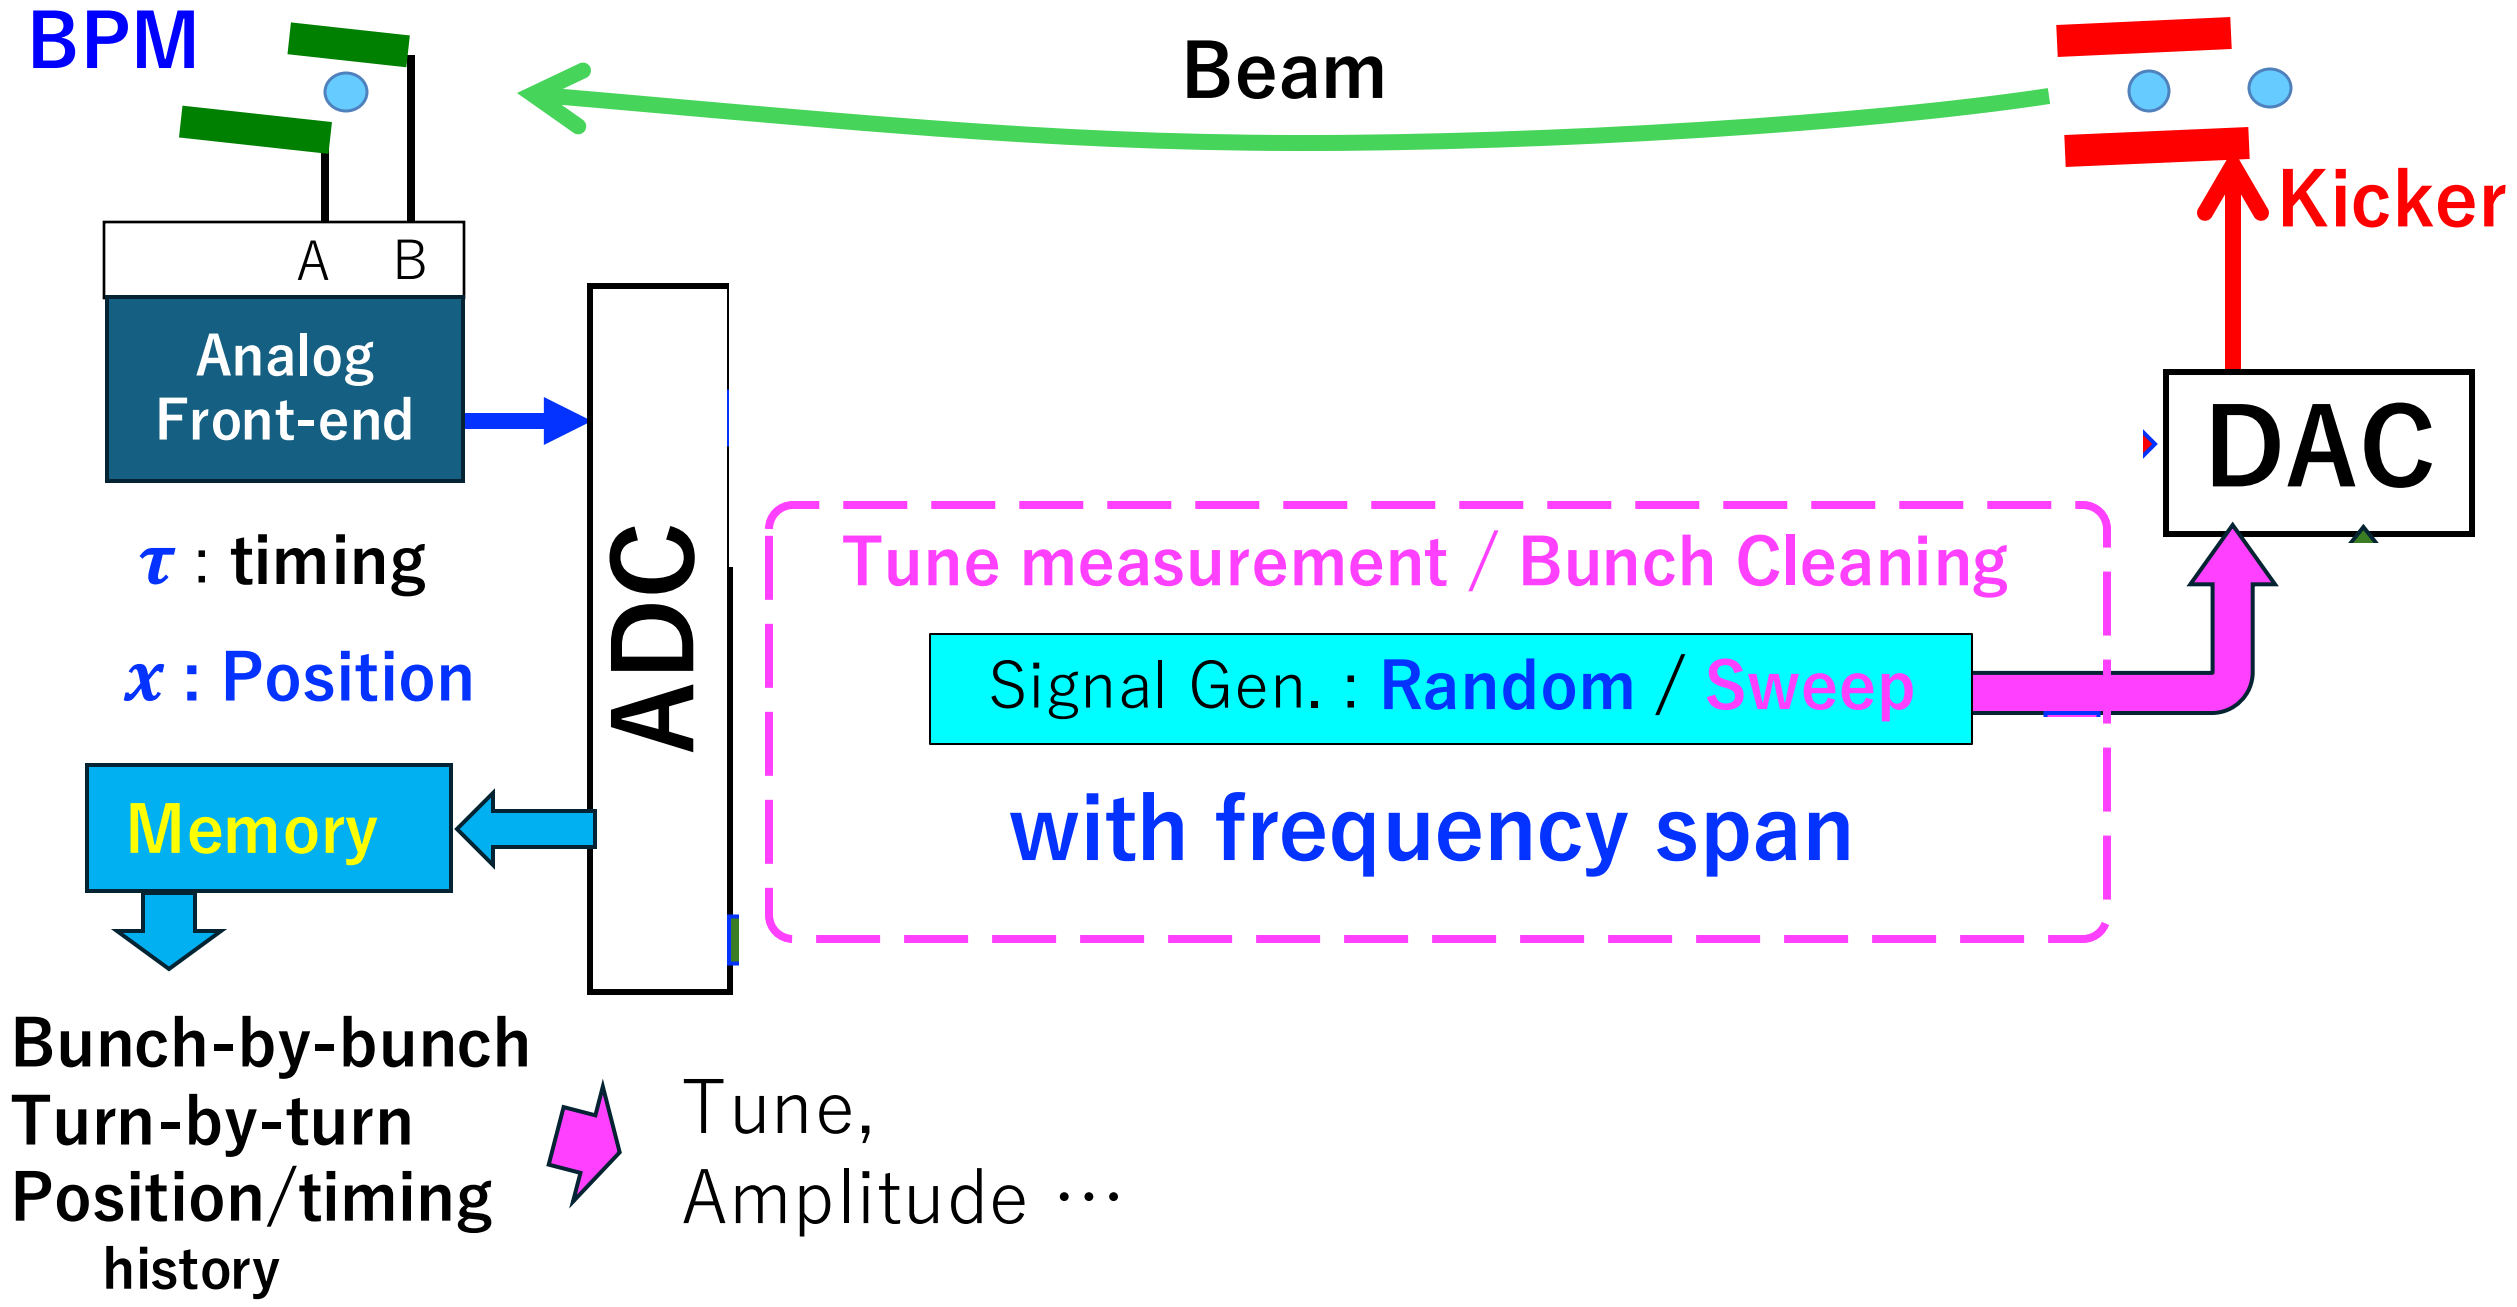 BPM
Beam
Kicker
A B
Analog
Front-end
DAC
τ : timing
x : Position
ADC
Tune measurement / Bunch Cleaning
Signal Gen. : Random / Sweep
with frequency span
Memory
Bunch-by-bunch
Turn-by-turn
Position/timing
history
Tune,
Amplitude ⋯